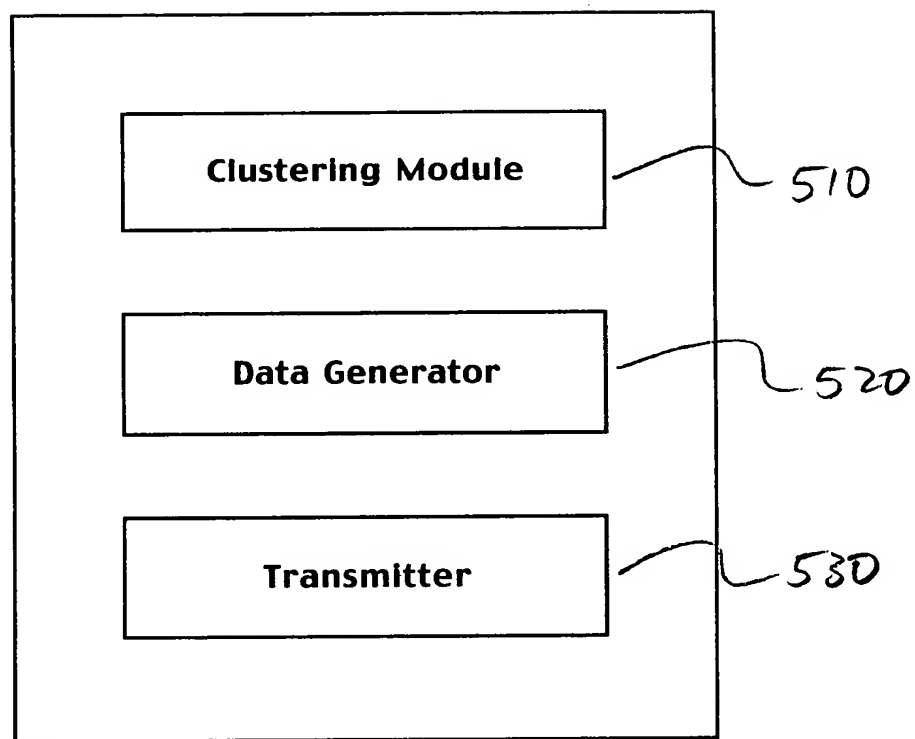 Clustering Module
510
Data Generator
520
Transmitter
530